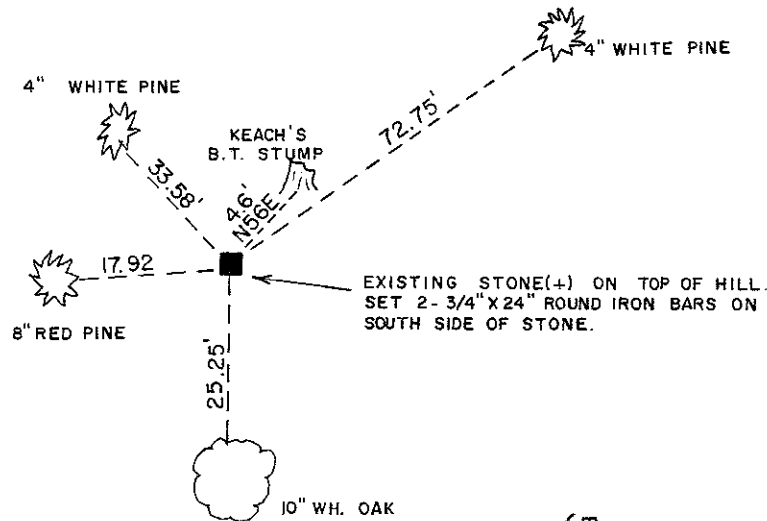 4" WHITE PINE
4" WHITE PINE
72.75'
KEACH'S
B.T. STUMP
33.58'
4.6'
N56E
17.92
8" RED PINE
EXISTING STONE(+) ON TOP OF HILL.
SET 2-3/4"X24" ROUND IRON BARS ON
SOUTH SIDE OF STONE.
25.25'
10" WH. OAK